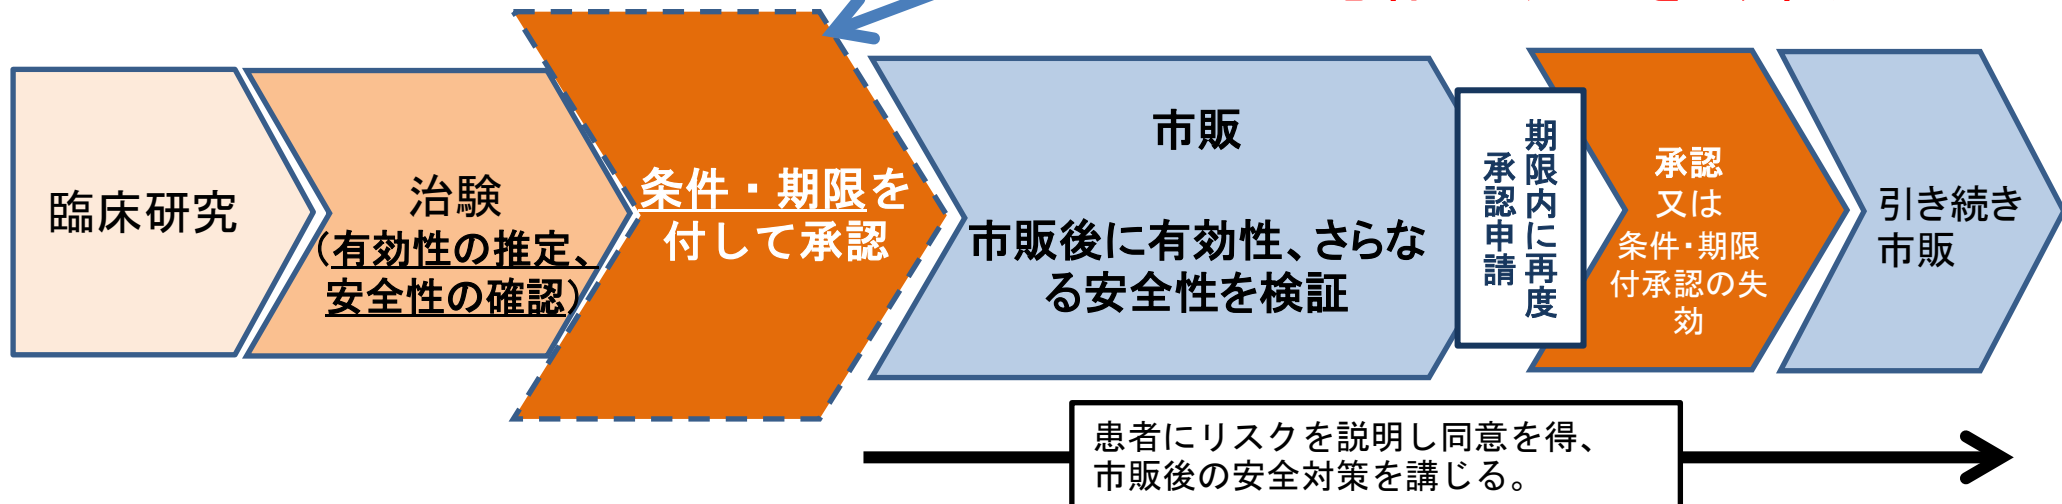 臨床研究
治験
（有効性の推定、
安全性の確認）
条件・期限を
付して承認
市販
市販後に有効性、さらな
る安全性を検証
期限内に再度
承認申請
承認
又は
条件・期限
付承認の失
効
引き続き
市販
患者にリスクを説明し同意を得、
市販後の安全対策を講じる。